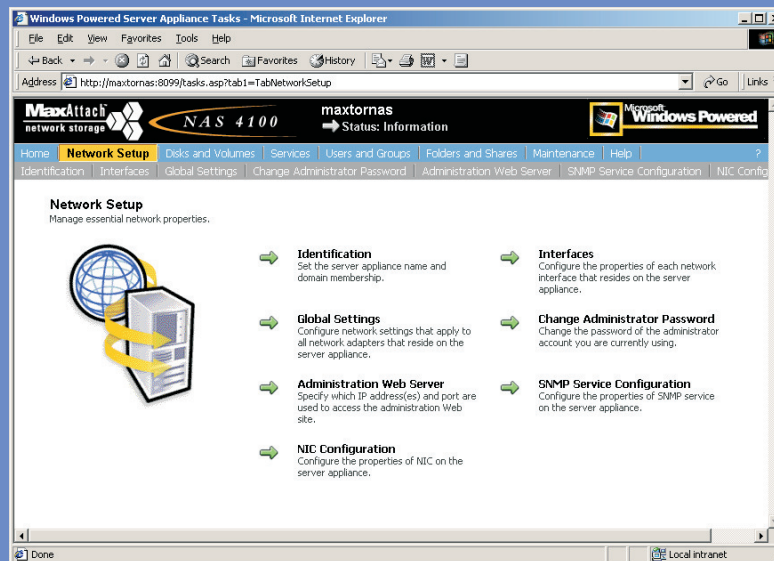 Windows Powered Server Appliance Tasks - Microsoft Internet Explorer
File Edit View Favorites Tools Help
Back Search Favorites History
Address http://maxtornas:8099/tasks.asp?tab1=TabNetworkSetup Go Links
MaxAttach
network storage
NAS 4100
maxtornas
Status: Information
Microsoft
Windows Powered
Home Network Setup Disks and Volumes Services Users and Groups Folders and Shares Maintenance Help ?
Identification Interfaces Global Settings Change Administrator Password Administration Web Server SNMP Service Configuration NIC Config
Network Setup
Manage essential network properties.
Identification
Set the server appliance name and
domain membership.
Interfaces
Configure the properties of each network
interface that resides on the server
appliance.
Global Settings
Configure network settings that apply to
all network adapters that reside on the
server appliance.
Change Administrator Password
Change the password of the administrator
account you are currently using.
Administration Web Server
Specify which IP address(es) and port are
used to access the administration Web
site.
SNMP Service Configuration
Configure the properties of SNMP service
on the server appliance.
NIC Configuration
Configure the properties of NIC on the
server appliance.
Done Local intranet